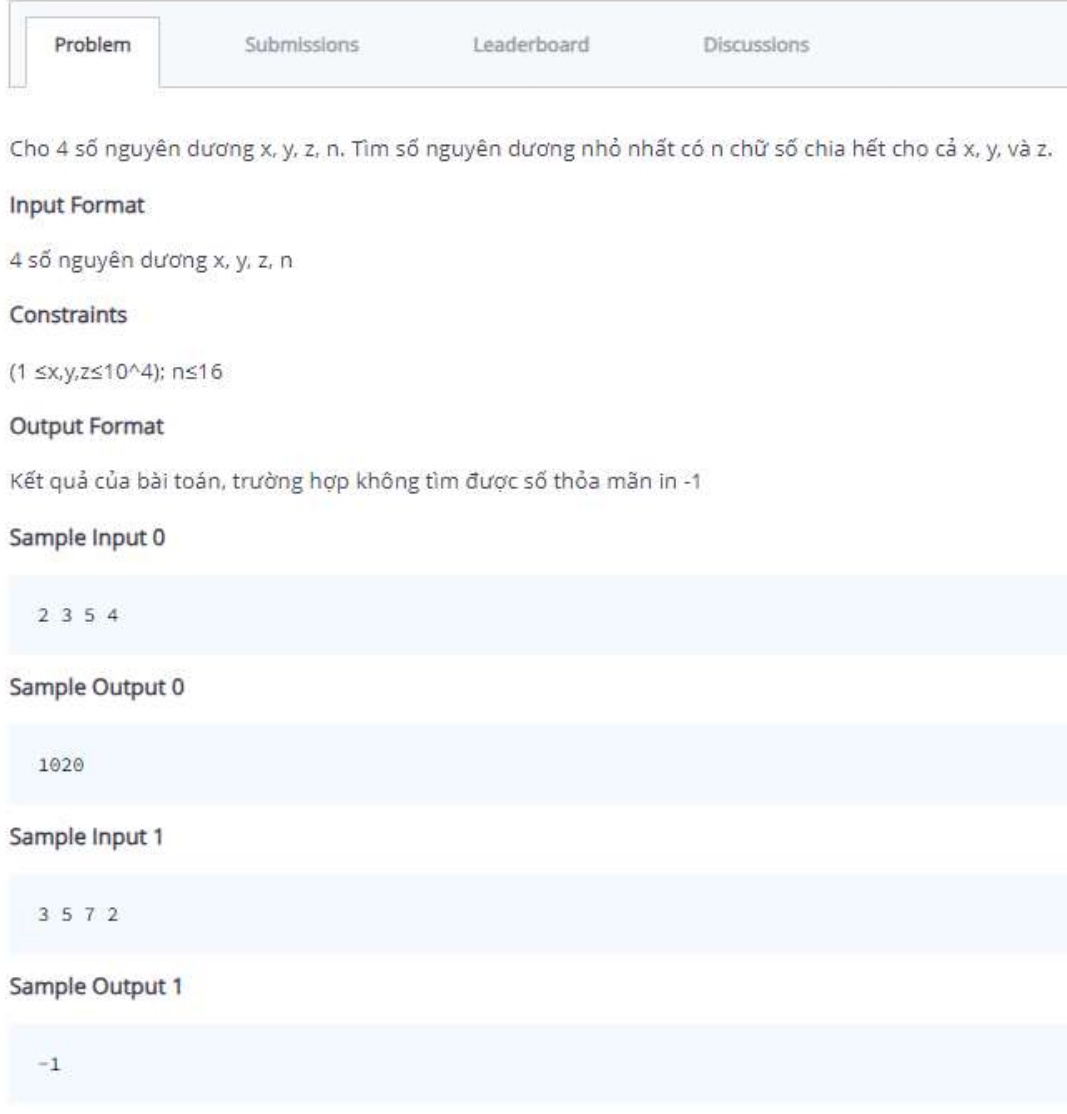 Problem Submissions Leaderboard Discussions
Cho 4 số nguyên dương x, y, z, n. Tìm số nguyên dương nhỏ nhất có n chữ số chia hết cho cả x, y, và z.
Input Format
4 số nguyên dương x, y, z, n
Constraints
(1 ≤x,y,z≤10^4); n≤16
Output Format
Kết quả của bài toán, trường hợp không tìm được số thỏa mãn in -1
Sample Input 0
2 3 5 4
Sample Output 0
1020
Sample Input 1
3 5 7 2
Sample Output 1
-1